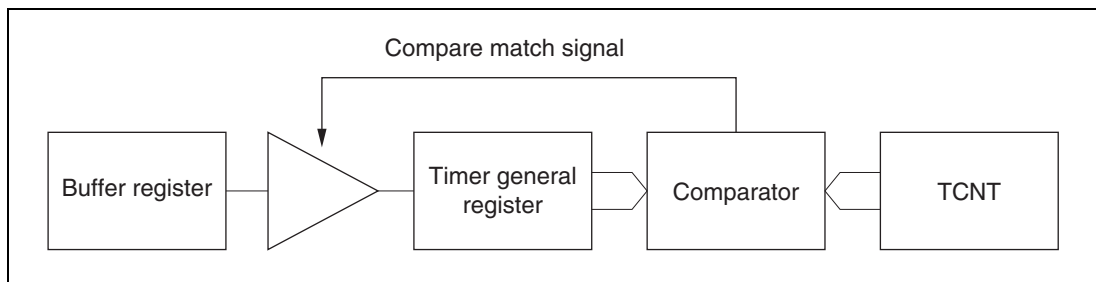 Compare match signal
Buffer register
Timer general
register
Comparator
TCNT